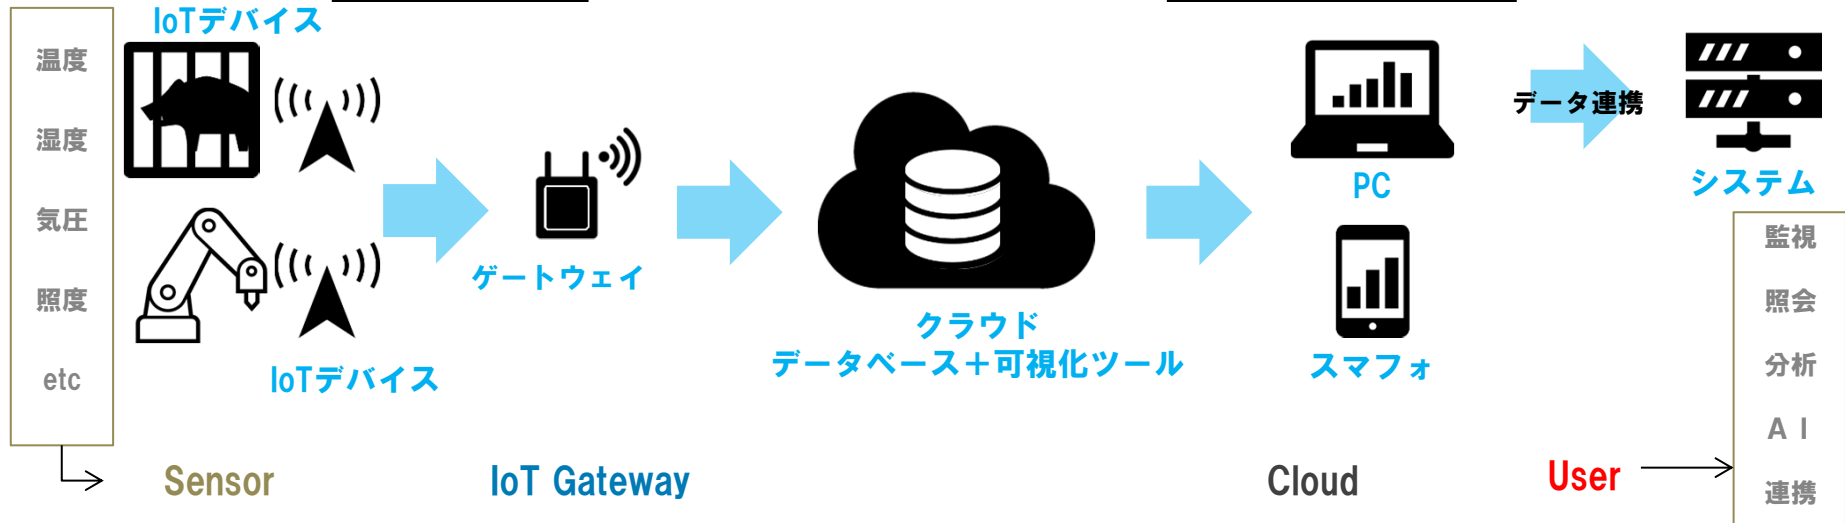 IoTデバイス
温度
湿度
気圧
照度
etc
IoTデバイス
ゲートウェイ
クラウド
データベース＋可視化ツール
PC
スマフォ
データ連携
システム
監視
照会
分析
ＡＩ
連携
Sensor
IoT Gateway
Cloud
User